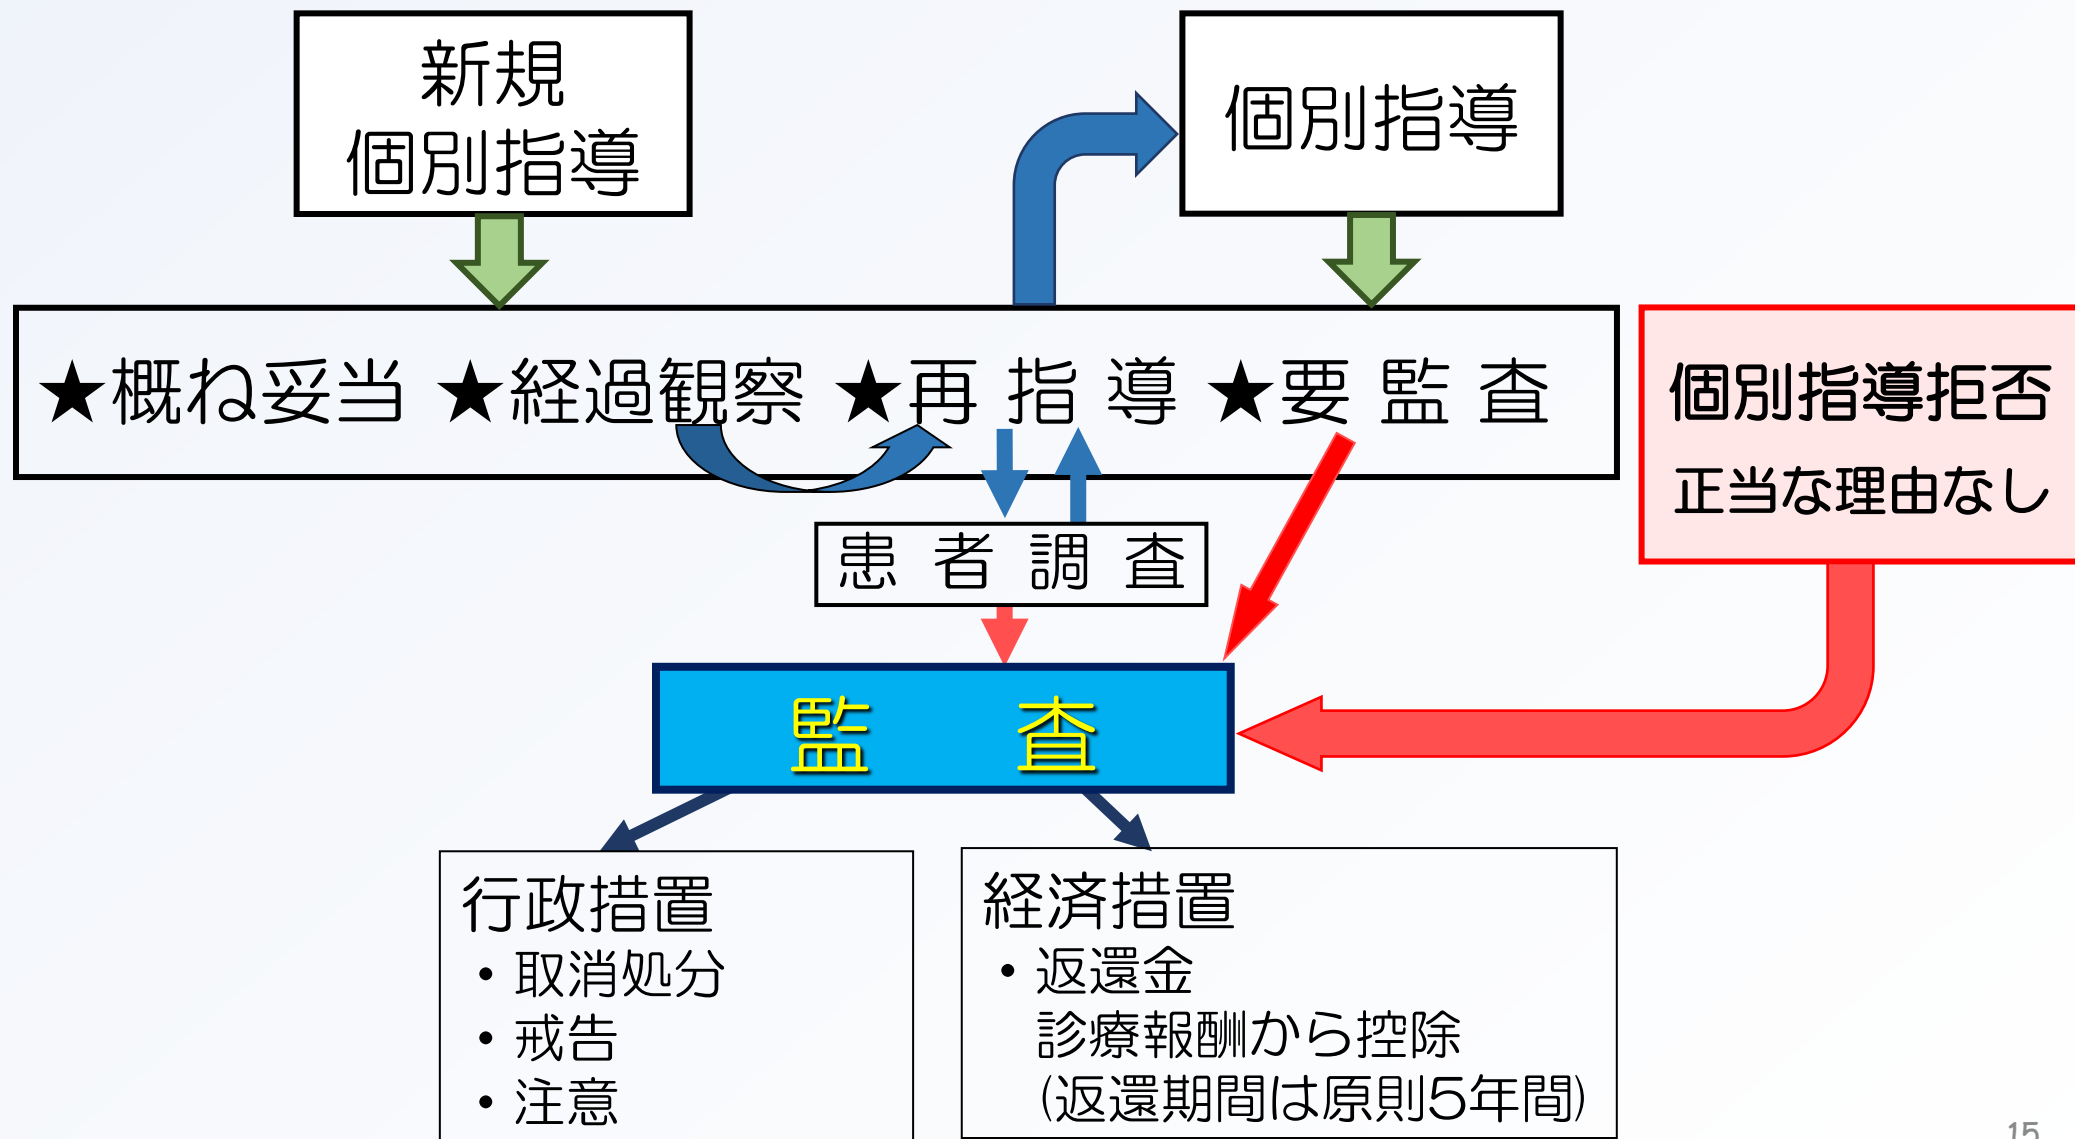 新規
個別指導
個別指導
★概ね妥当 ★経過観察 ★再 指 導 ★要 監 査
個別指導拒否
正当な理由なし
患 者 調 査
監 査
行政措置
・取消処分
・戒告
・注意
経済措置
・返還金
診療報酬から控除
(返還期間は原則5年間)
15